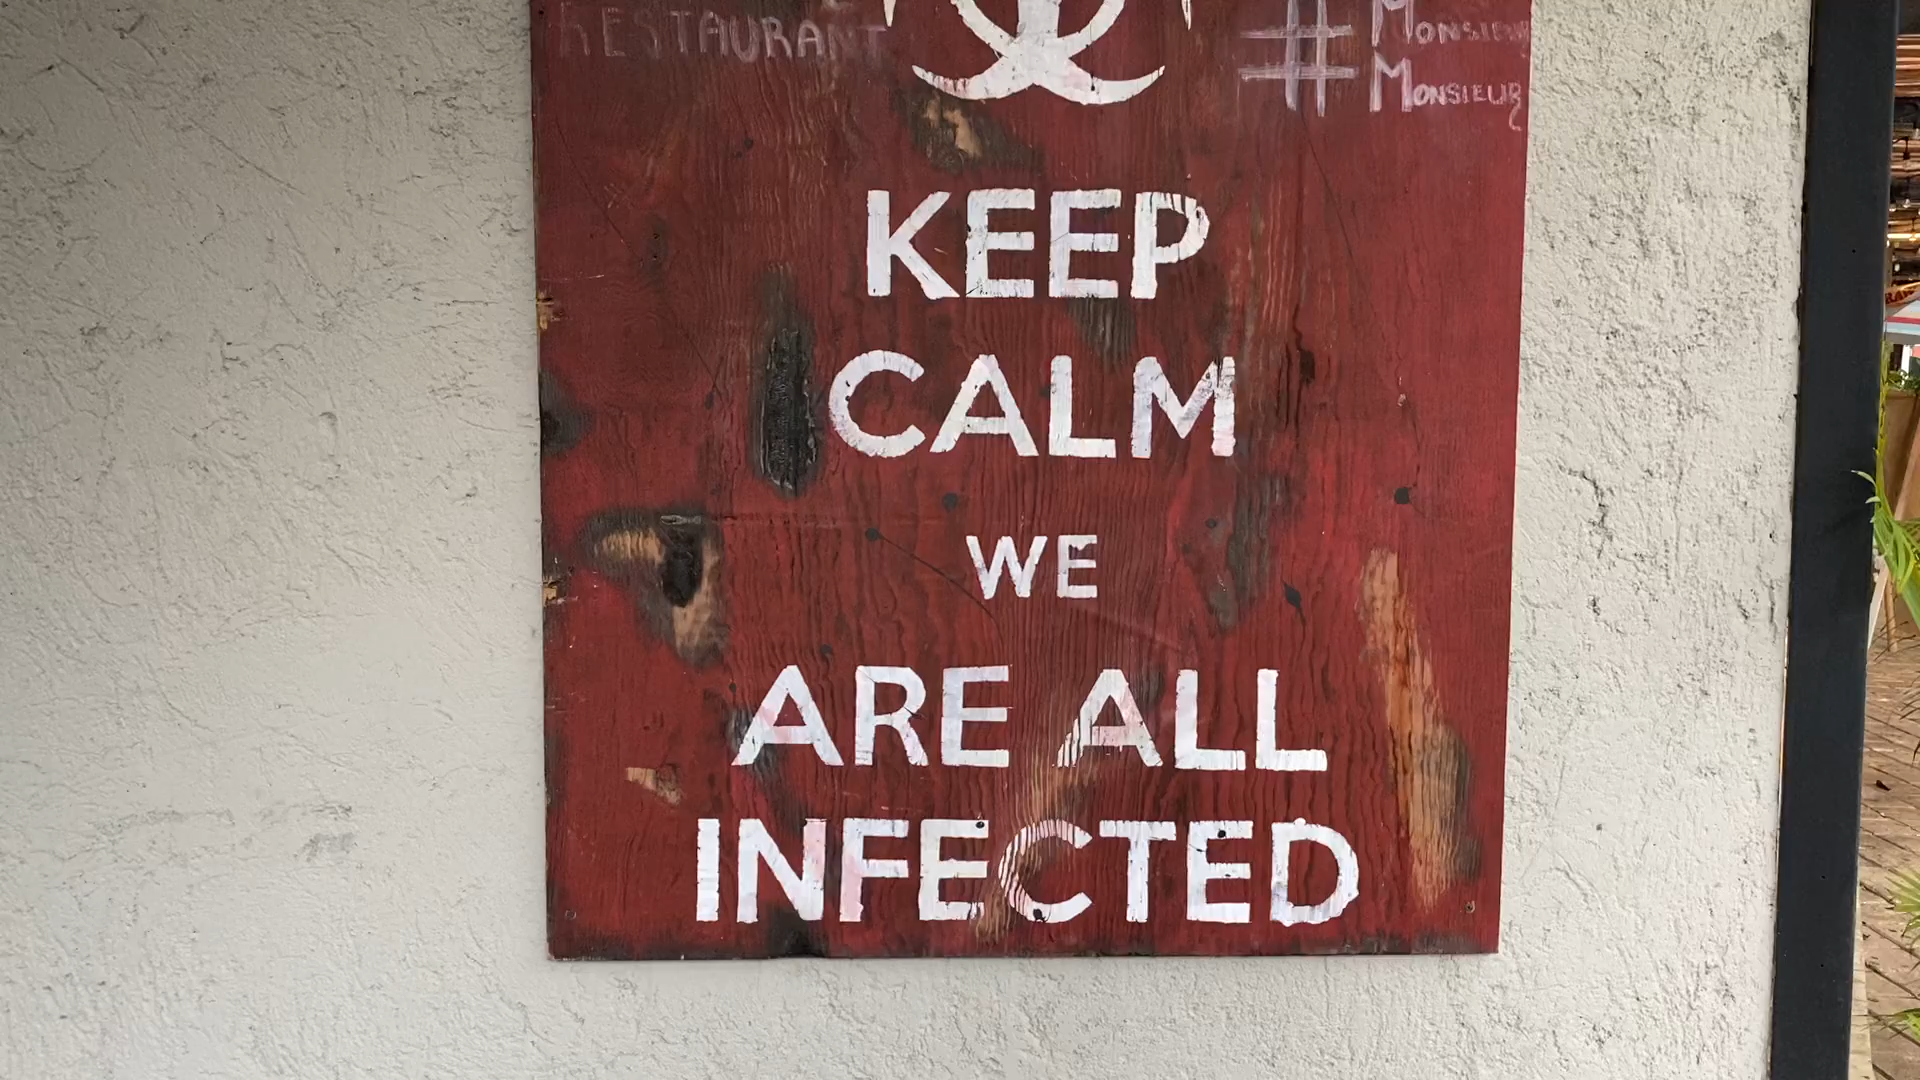 RESTAURANT
# MONSIEUR
MONSIEUR
KEEP
CALM
WE
ARE ALL
INFECTED